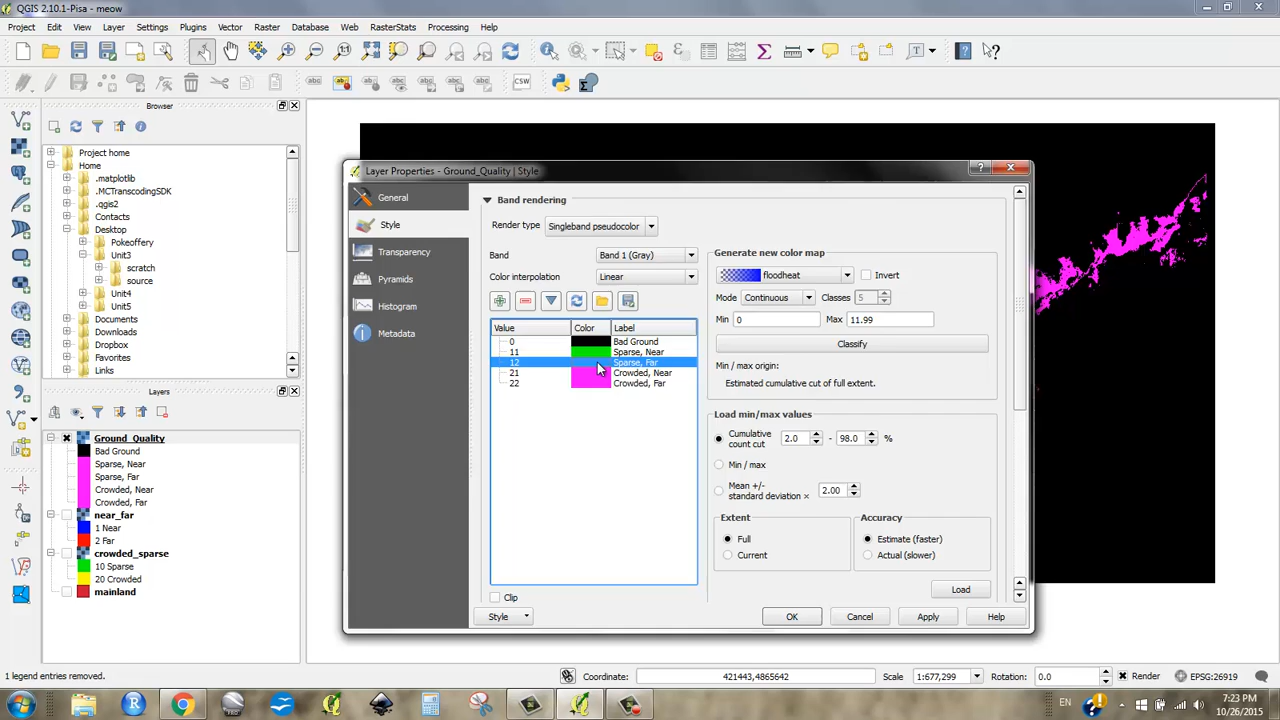 QGIS 2.10.1-Pisa - meow
Project Edit View Layer Settings Plugins Vector Raster Database Web RasterStats Processing Help
Browser
Project home
Home
.matplotlib
.MCTranscodingSDK
.qgis2
Contacts
Desktop
Pokeoffery
Unit3
scratch
source
Unit4
Unit5
Documents
Downloads
Dropbox
Favorites
Links
Layers
Ground_Quality
Bad Ground
Sparse, Near
Sparse, Far
Crowded, Near
Crowded, Far
near_far
1 Near
2 Far
crowded_sparse
10 Sparse
20 Crowded
mainland
Layer Properties - Ground_Quality | Style
General
Style
Transparency
Pyramids
Histogram
Metadata
Band rendering
Render type Singleband pseudocolor
Band Band 1 (Gray)
Color interpolation Linear
Value Color Label
0 Bad Ground
11 Sparse, Near
12 Sparse, Far
21 Crowded, Near
22 Crowded, Far
Clip
Generate new color map
floodheat Invert
Mode Continuous Classes 5
Min 0 Max 11.99
Classify
Min / max origin:
Estimated cumulative cut of full extent.
Load min/max values
Cumulative count cut 2.0 - 98.0 %
Min / max
Mean +/- standard deviation × 2.00
Extent
Full
Current
Accuracy
Estimate (faster)
Actual (slower)
Load
Style OK Cancel Apply Help
1 legend entries removed.
Coordinate: 421443,4865642 Scale 1:677,299 Rotation: 0.0 Render EPSG:26919
EN
7:23 PM
10/26/2015